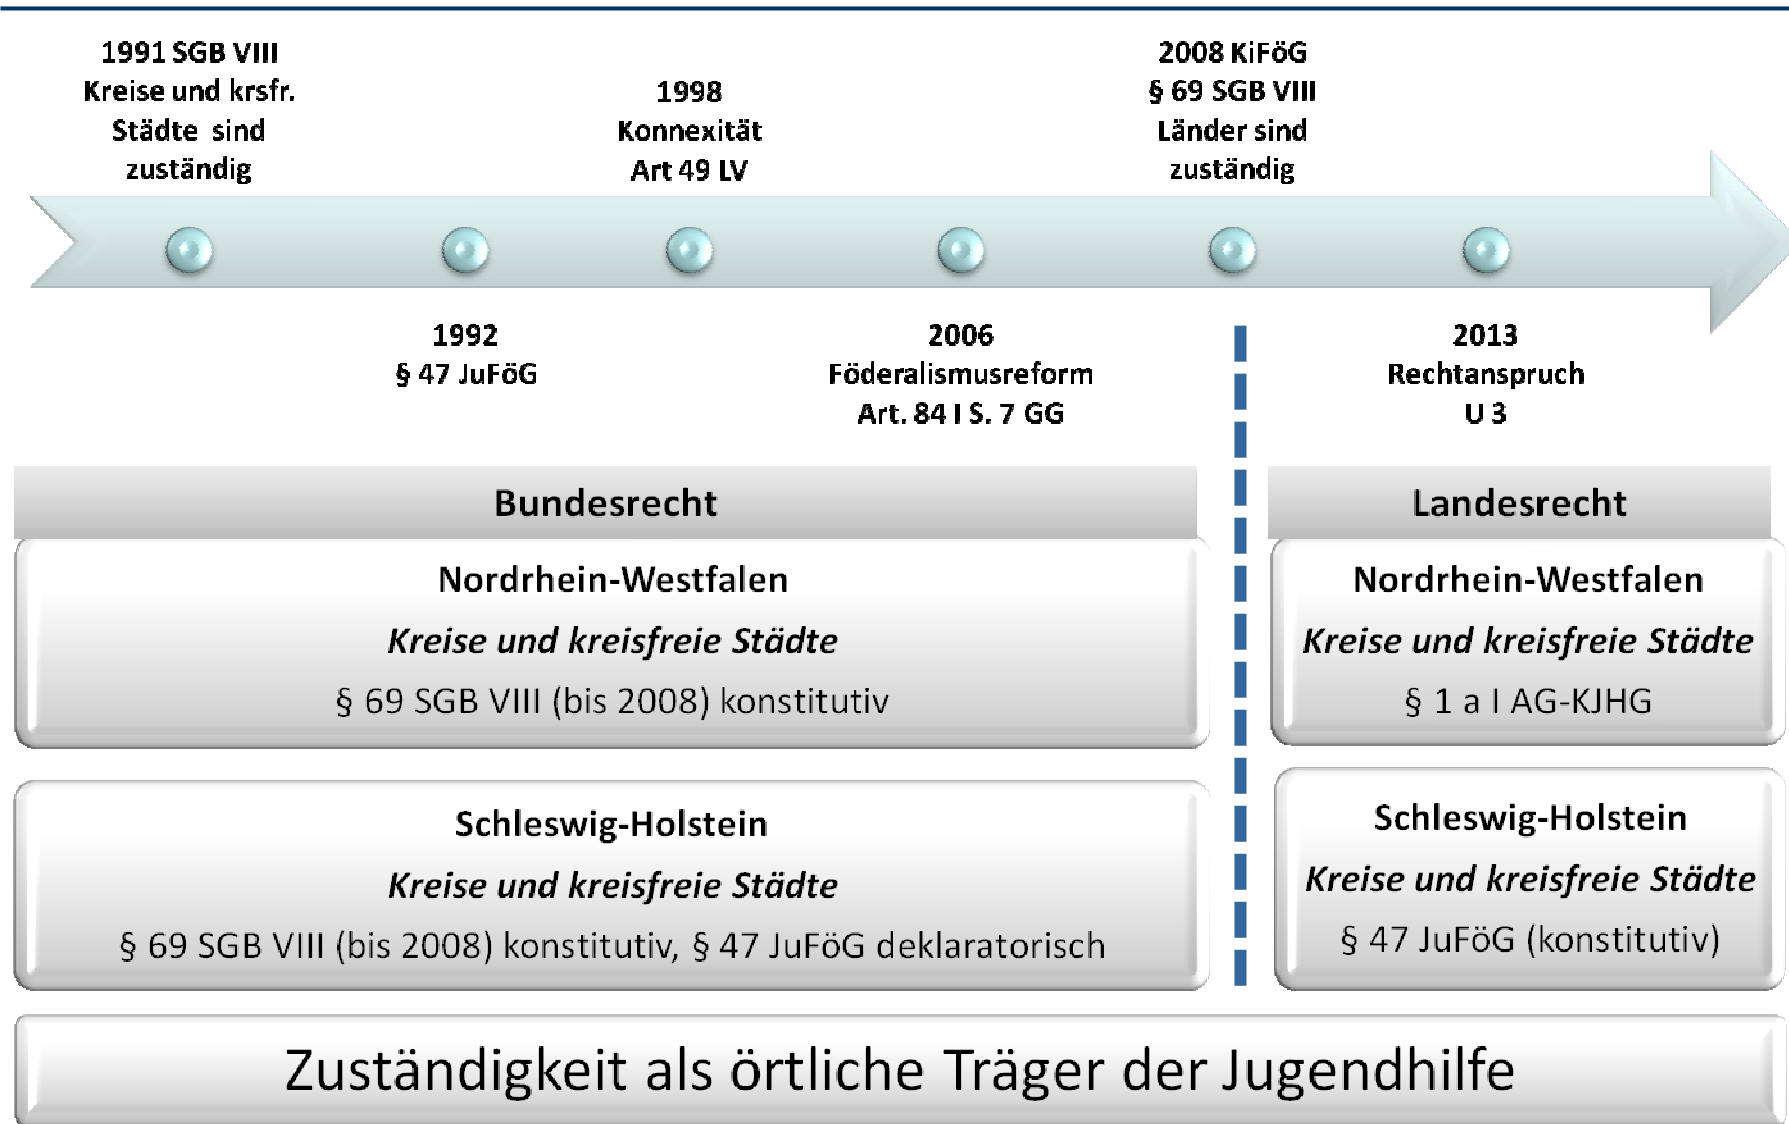 1991 SGB VIII
Kreise und krsfr.
Städte sind
zuständig
1998
Konnexität
Art 49 LV
2008 KiFöG
§ 69 SGB VIII
Länder sind
zuständig
1992
§ 47 JuFöG
2006
Föderalismusreform
Art. 84 I S. 7 GG
2013
Rechtanspruch
U 3
Bundesrecht
Nordrhein-Westfalen
Kreise und kreisfreie Städte
§ 69 SGB VIII (bis 2008) konstitutiv
Schleswig-Holstein
Kreise und kreisfreie Städte
§ 69 SGB VIII (bis 2008) konstitutiv, § 47 JuFöG deklaratorisch
Landesrecht
Nordrhein-Westfalen
Kreise und kreisfreie Städte
§ 1 a I AG-KJHG
Schleswig-Holstein
Kreise und kreisfreie Städte
§ 47 JuFöG (konstitutiv)
Zuständigkeit als örtliche Träger der Jugendhilfe